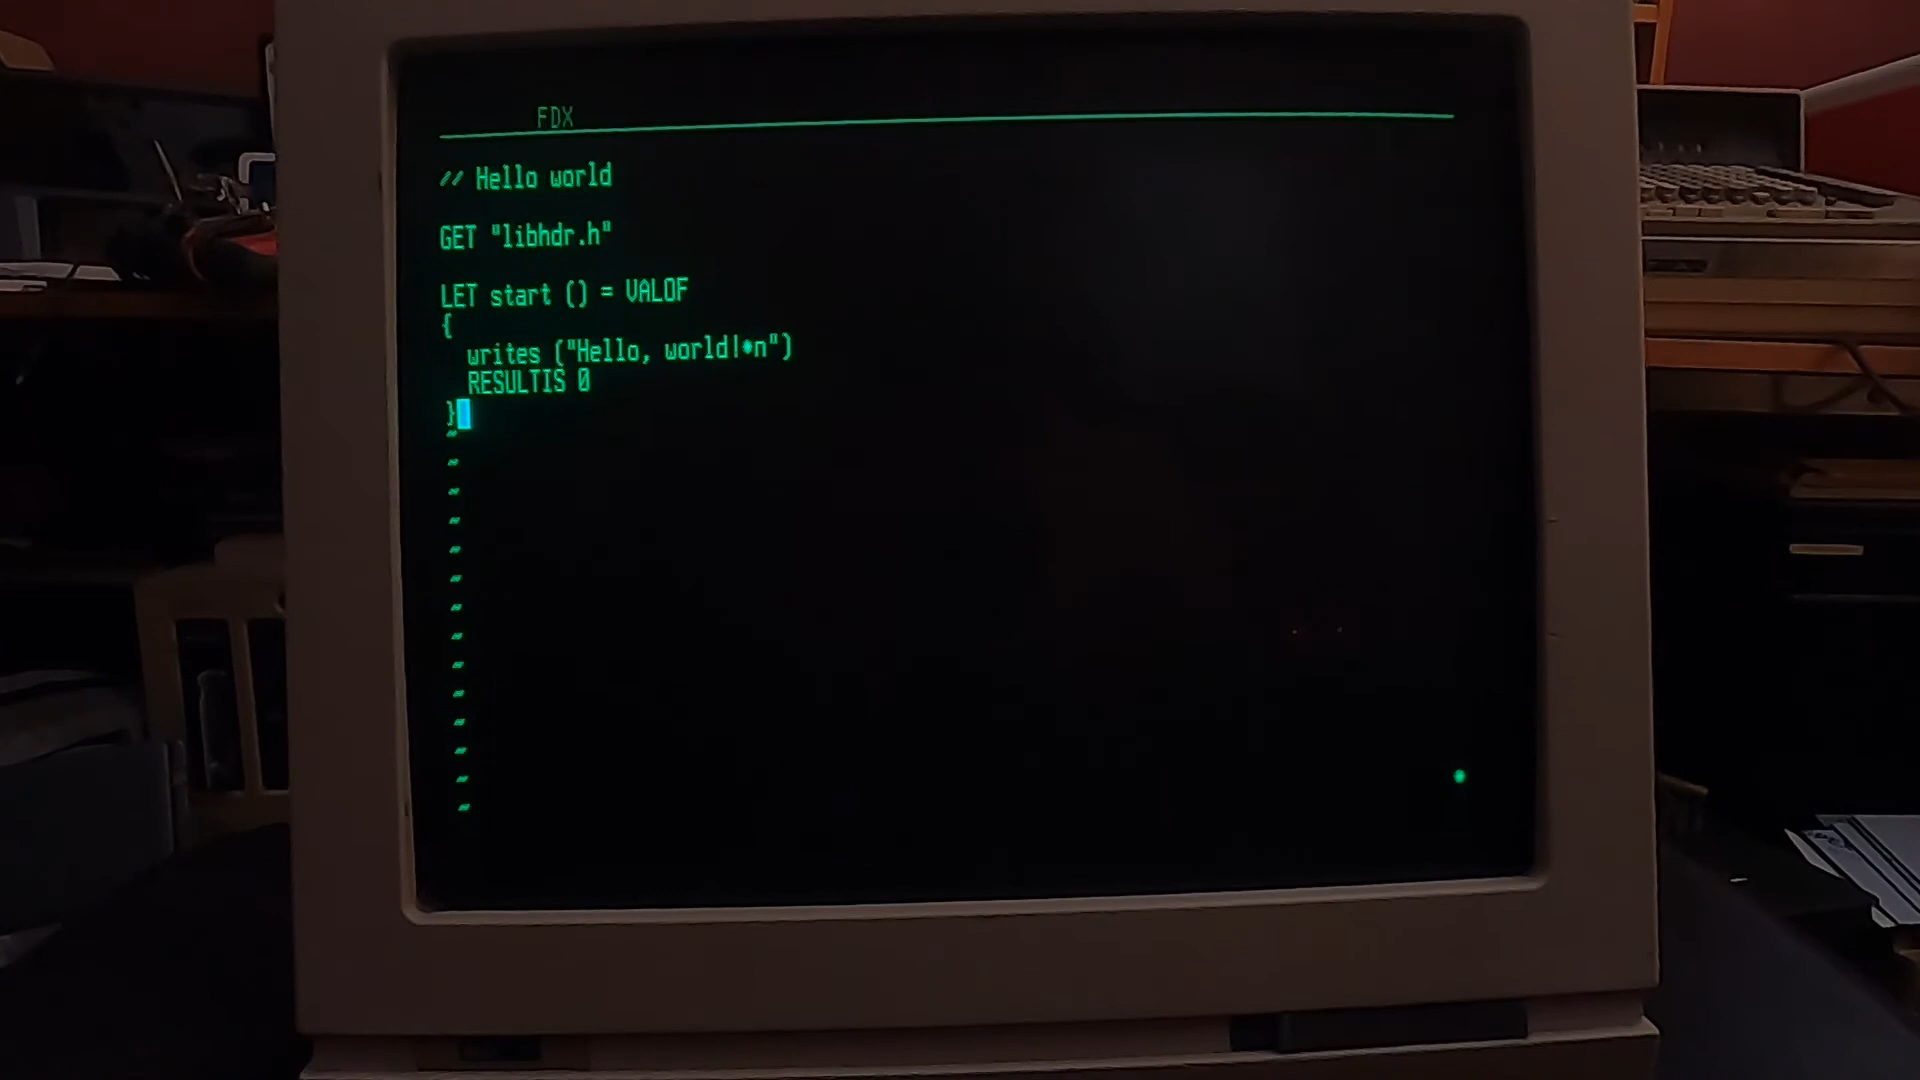 FDX
// Hello world
GET "libhdr.h"
LET start () = VALOF
{
writes ("Hello, world!*n")
RESULTIS 0
}
~
~
~
~
~
~
~
~
~
~
~
~
~
~